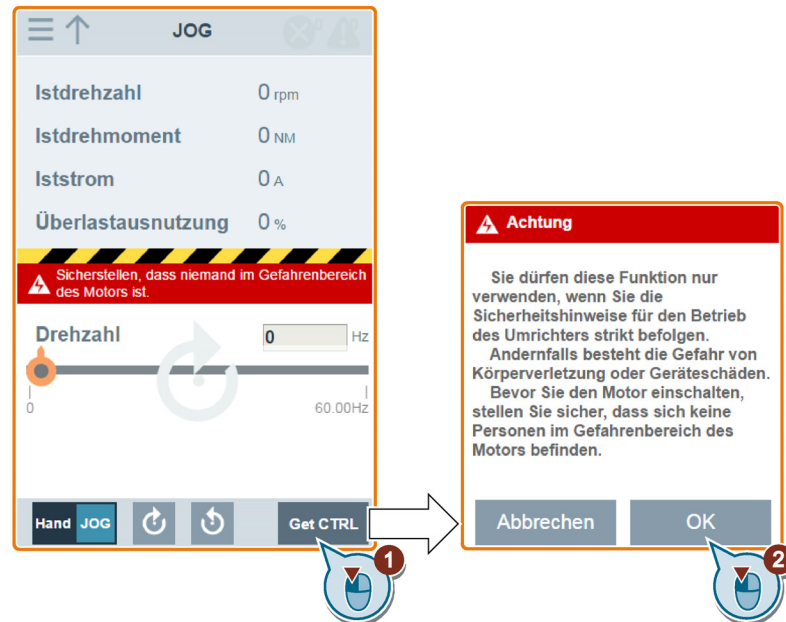 JOG
Istdrehzahl 0 rpm
Istdrehmoment 0 NM
Iststrom 0 A
Überlastausnutzung 0 %
Sicherstellen, dass niemand im Gefahrenbereich
des Motors ist.
Drehzahl 0 Hz
0 60.00Hz
Hand JOG Get CTRL
1
Achtung
Sie dürfen diese Funktion nur
verwenden, wenn Sie die
Sicherheitshinweise für den Betrieb
des Umrichters strikt befolgen.
Andernfalls besteht die Gefahr von
Körperverletzung oder Geräteschäden.
Bevor Sie den Motor einschalten,
stellen Sie sicher, dass sich keine
Personen im Gefahrenbereich des
Motors befinden.
Abbrechen OK
2